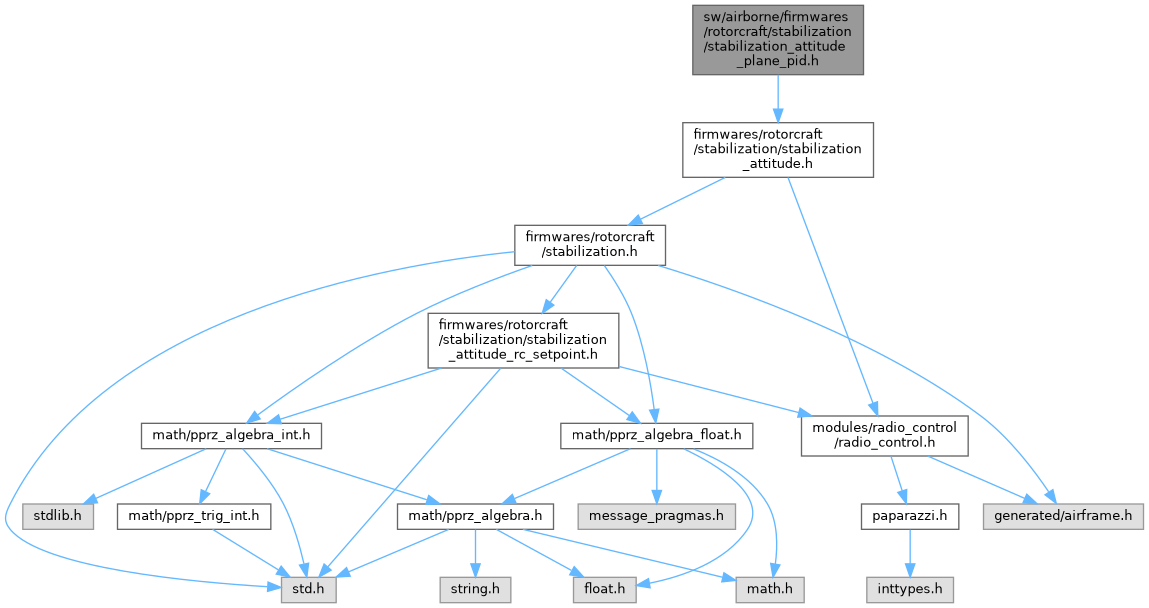 sw/airborne/firmwares
/rotorcraft/stabilization
/stabilization_attitude
_plane_pid.h
firmwares/rotorcraft
/stabilization/stabilization
_attitude.h
firmwares/rotorcraft
/stabilization.h
firmwares/rotorcraft
/stabilization/stabilization
_attitude_rc_setpoint.h
math/pprz_algebra_int.h
math/pprz_algebra_float.h
modules/radio_control
/radio_control.h
stdlib.h
math/pprz_trig_int.h
math/pprz_algebra.h
message_pragmas.h
paparazzi.h
generated/airframe.h
std.h
string.h
float.h
math.h
inttypes.h